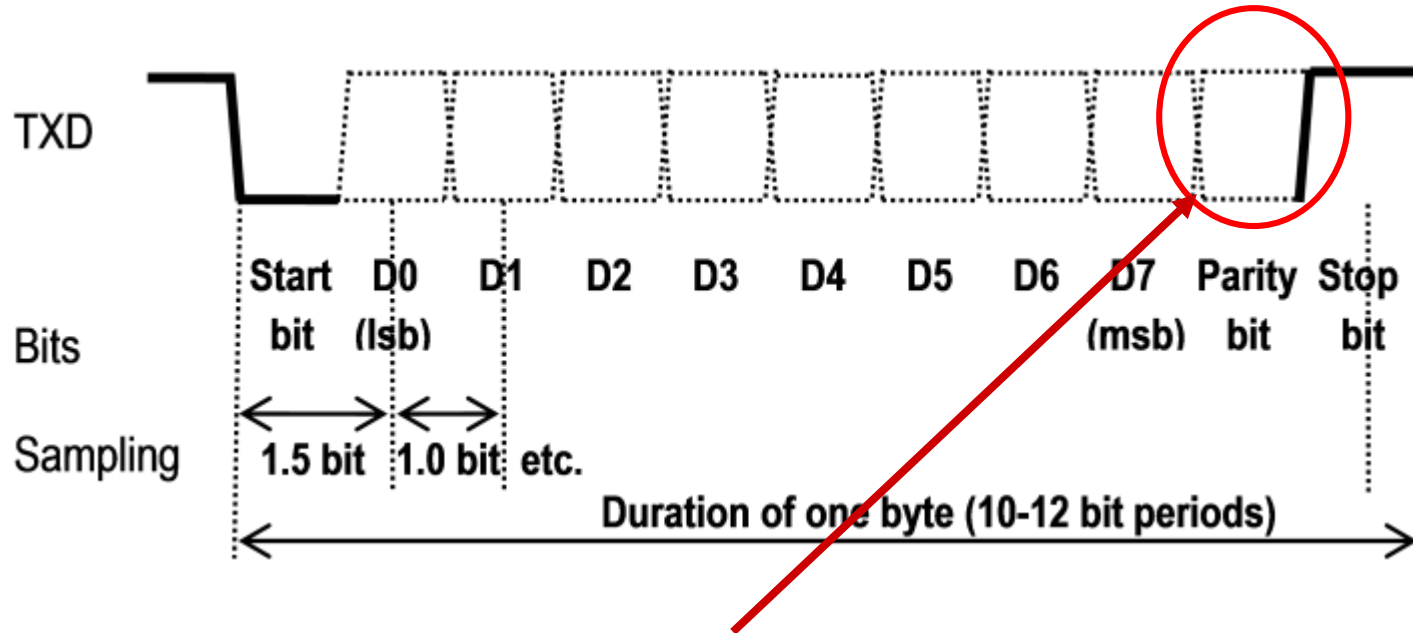 TXD
Start D0 D1 D2 D3 D4 D5 D6 D7 Parity Stop
Bits bit (lsb) (msb) bit bit
Sampling 1.5 bit 1.0 bit etc.
Duration of one byte (10-12 bit periods)